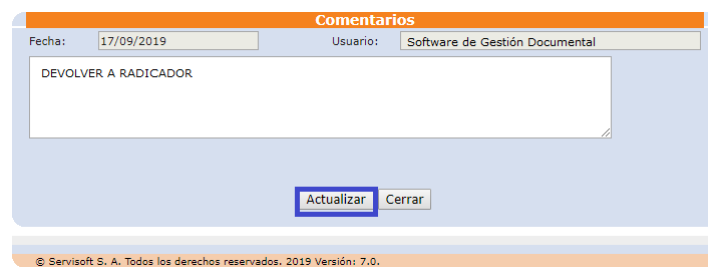 Comentarios
Fecha: 17/09/2019 Usuario: Software de Gestión Documental
DEVOLVER A RADICADOR
Actualizar Cerrar
© Servisoft S. A. Todos los derechos reservados. 2019 Versión: 7.0.